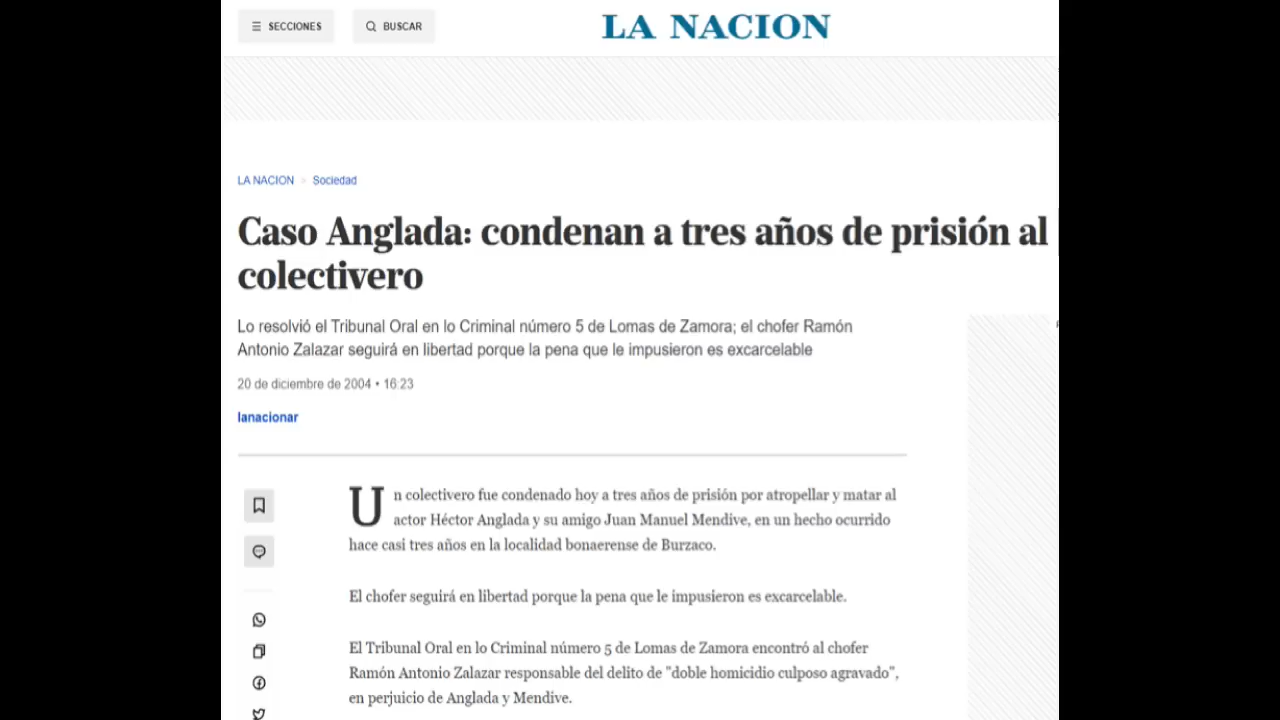 SECCIONES
BUSCAR
LA NACION
LA NACION > Sociedad
Caso Anglada: condenan a tres años de prisión al
colectivero
Lo resolvió el Tribunal Oral en lo Criminal número 5 de Lomas de Zamora; el chofer Ramón
Antonio Zalazar seguirá en libertad porque la pena que le impusieron es excarcelable
20 de diciembre de 2004 • 16:23
lanacionar
Un colectivero fue condenado hoy a tres años de prisión por atropellar y matar al
actor Héctor Anglada y su amigo Juan Manuel Mendive, en un hecho ocurrido
hace casi tres años en la localidad bonaerense de Burzaco.
El chofer seguirá en libertad porque la pena que le impusieron es excarcelable.
El Tribunal Oral en lo Criminal número 5 de Lomas de Zamora encontró al chofer
Ramón Antonio Zalazar responsable del delito de "doble homicidio culposo agravado",
en perjuicio de Anglada y Mendive.